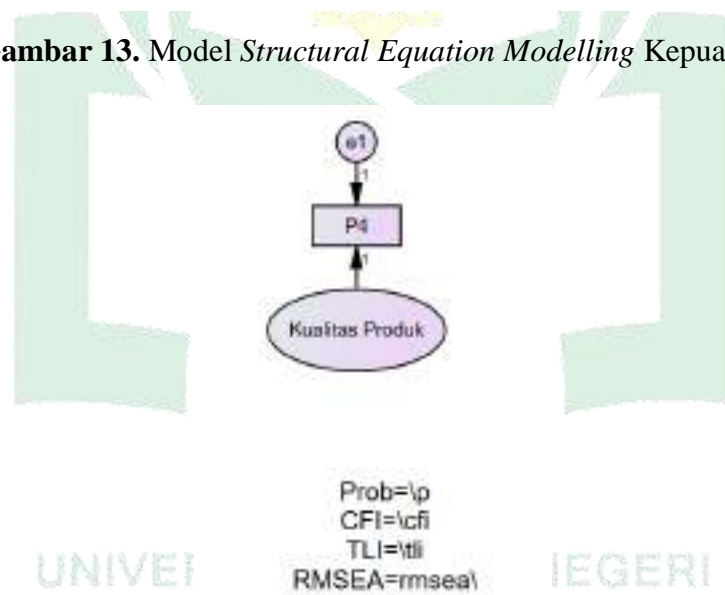 ambar 13. Model Structural Equation Modelling Kepua
e1
1
P4
1
Kualitas Produk
Prob=\p
CFI=\cfi
TLI=\tli
RMSEA=rmsea\
UNIVE EGERI